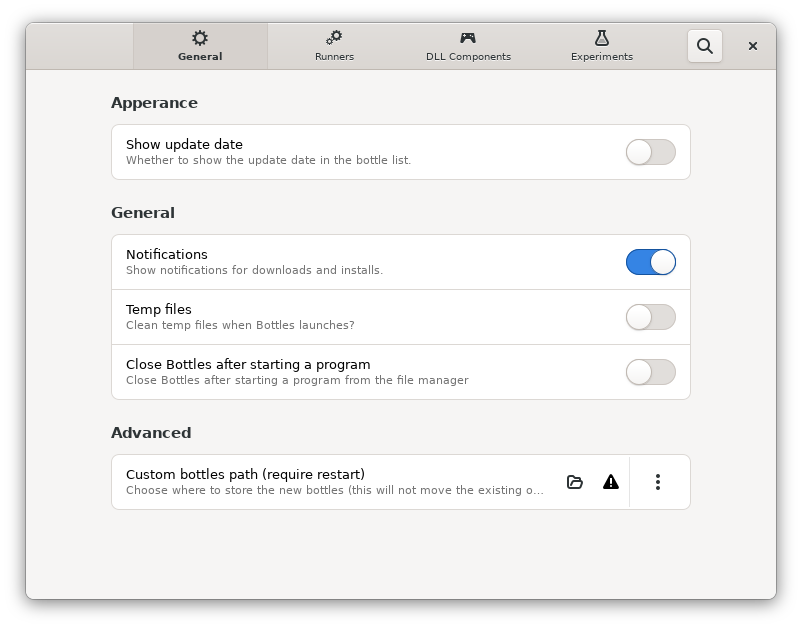 General
Runners
DLL Components
Experiments
Apperance
Show update date
Whether to show the update date in the bottle list.
General
Notifications
Show notifications for downloads and installs.
Temp files
Clean temp files when Bottles launches?
Close Bottles after starting a program
Close Bottles after starting a program from the file manager
Advanced
Custom bottles path (require restart)
Choose where to store the new bottles (this will not move the existing o...